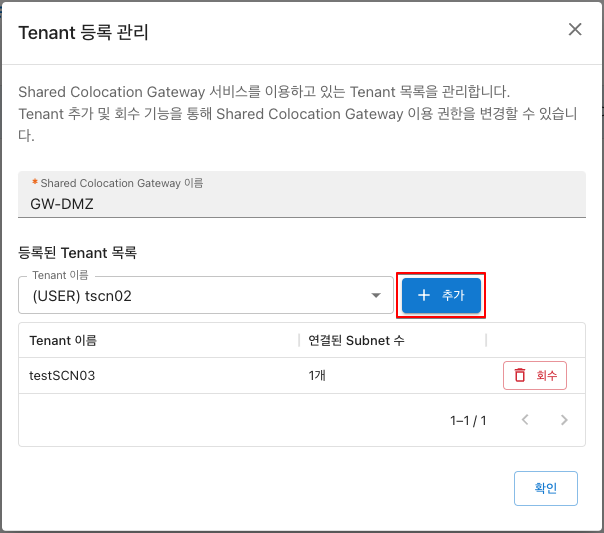 Tenant 등록 관리
Shared Colocation Gateway 서비스를 이용하고 있는 Tenant 목록을 관리합니다.
Tenant 추가 및 회수 기능을 통해 Shared Colocation Gateway 이용 권한을 변경할 수 있습니
다.
* Shared Colocation Gateway 이름
GW-DMZ
등록된 Tenant 목록
Tenant 이름
(USER) tscn02
+ 추가
Tenant 이름 연결된 Subnet 수
testSCN03 1개 회수
1–1 / 1
확인